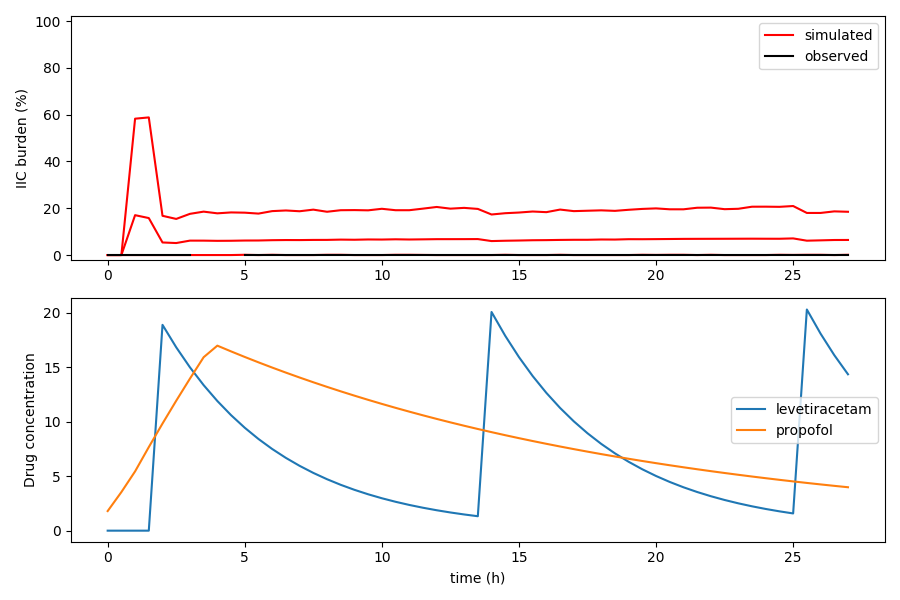 100
80
60
40
20
0
IIC burden (%)
simulated
observed
0 5 10 15 20 25
20
15
10
5
0
Drug concentration
levetiracetam
propofol
0 5 10 15 20 25
time (h)